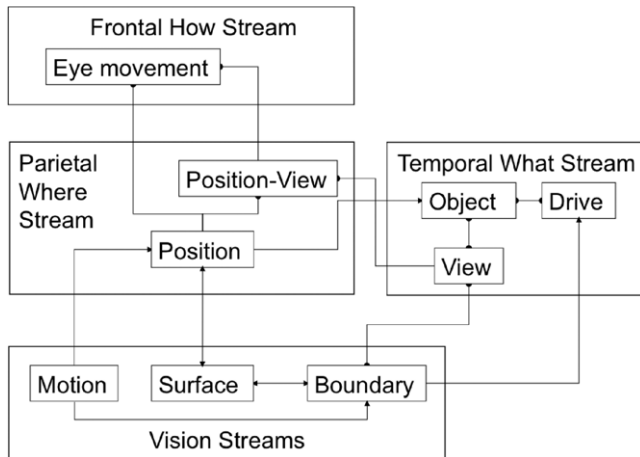 Frontal How Stream
Eye movement
Parietal
Where
Stream
Position-View
Position
Temporal What Stream
Object
Drive
View
Motion
Surface
Boundary
Vision Streams